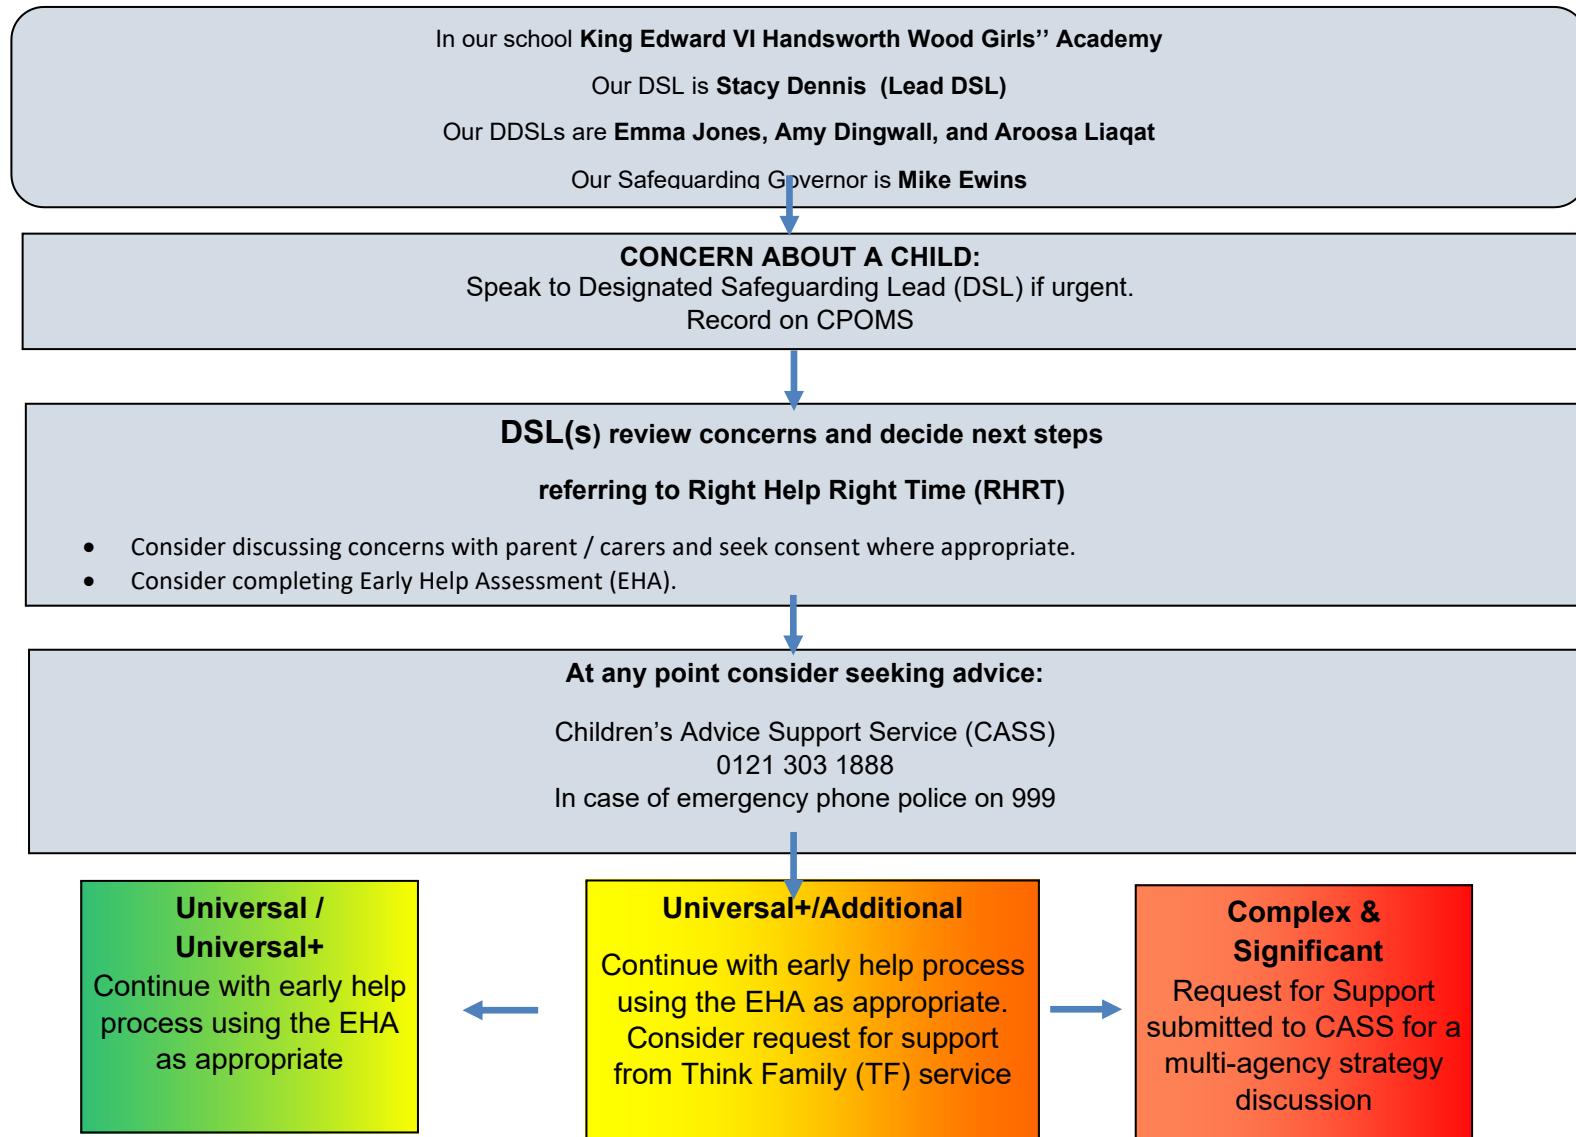 In our school King Edward VI Handsworth Wood Girls'' Academy
Our DSL is Stacy Dennis (Lead DSL)
Our DDSLs are Emma Jones, Amy Dingwall, and Aroosa Liaqat
Our Safeguarding Governor is Mike Ewins
CONCERN ABOUT A CHILD:
Speak to Designated Safeguarding Lead (DSL) if urgent.
Record on CPOMS
DSL(s) review concerns and decide next steps
referring to Right Help Right Time (RHRT)
• Consider discussing concerns with parent / carers and seek consent where appropriate.
• Consider completing Early Help Assessment (EHA).
At any point consider seeking advice:
Children’s Advice Support Service (CASS)
0121 303 1888
In case of emergency phone police on 999
Universal /
Universal+
Continue with early help
process using the EHA
as appropriate
Universal+/Additional
Continue with early help process
using the EHA as appropriate.
Consider request for support
from Think Family (TF) service
Complex &
Significant
Request for Support
submitted to CASS for a
multi-agency strategy
discussion